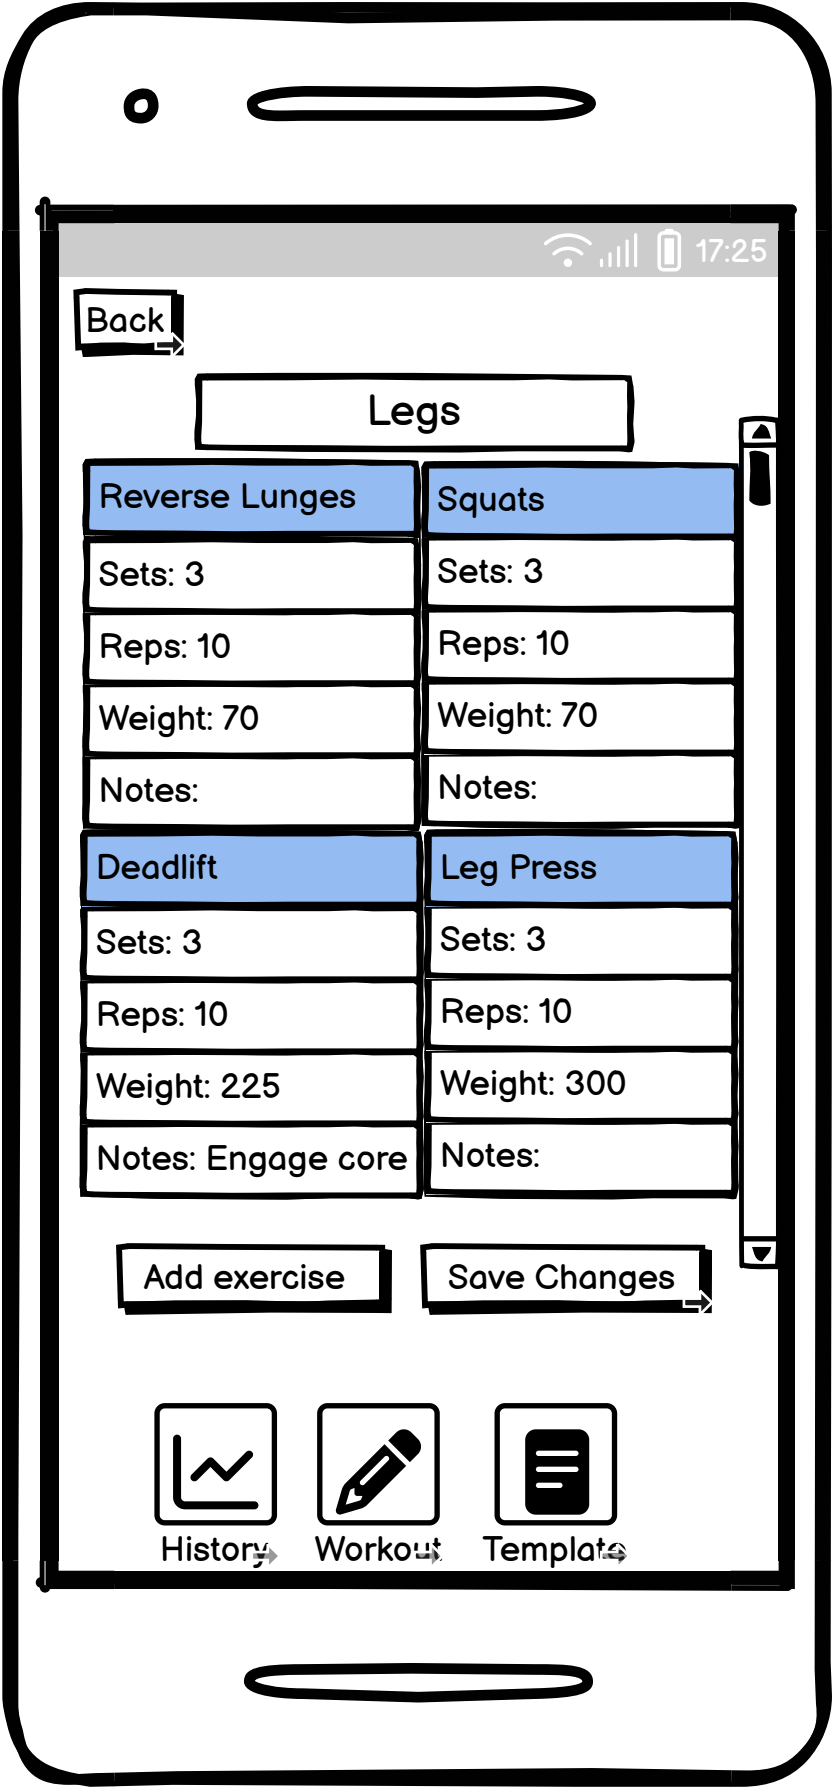 17:25
Back
Legs
Reverse Lunges
Sets: 3
Reps: 10
Weight: 70
Notes:
Squats
Sets: 3
Reps: 10
Weight: 70
Notes:
Deadlift
Sets: 3
Reps: 10
Weight: 225
Notes: Engage core
Leg Press
Sets: 3
Reps: 10
Weight: 300
Notes:
Add exercise
Save Changes
History
Workout
Template